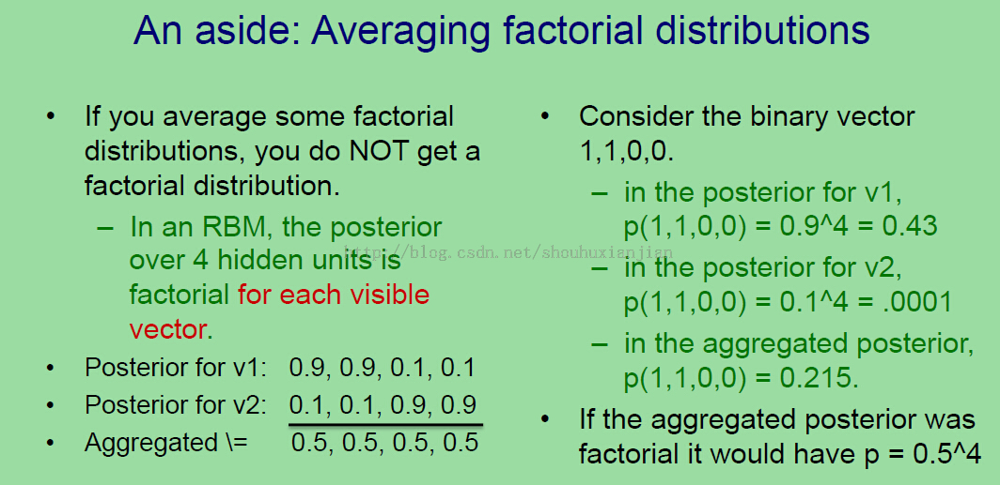 An aside: Averaging factorial distributions
• If you average some factorial
distributions, you do NOT get a
factorial distribution.
– In an RBM, the posterior
over 4 hidden units is
factorial for each visible
vector.
• Posterior for v1: 0.9, 0.9, 0.1, 0.1
• Posterior for v2: 0.1, 0.1, 0.9, 0.9
• Aggregated \= 0.5, 0.5, 0.5, 0.5
• Consider the binary vector
1,1,0,0.
– in the posterior for v1,
p(1,1,0,0) = 0.9^4 = 0.43
– in the posterior for v2,
p(1,1,0,0) = 0.1^4 = .0001
– in the aggregated posterior,
p(1,1,0,0) = 0.215.
• If the aggregated posterior was
factorial it would have p = 0.5^4
http://blog.csdn.net/shouhuxianjian